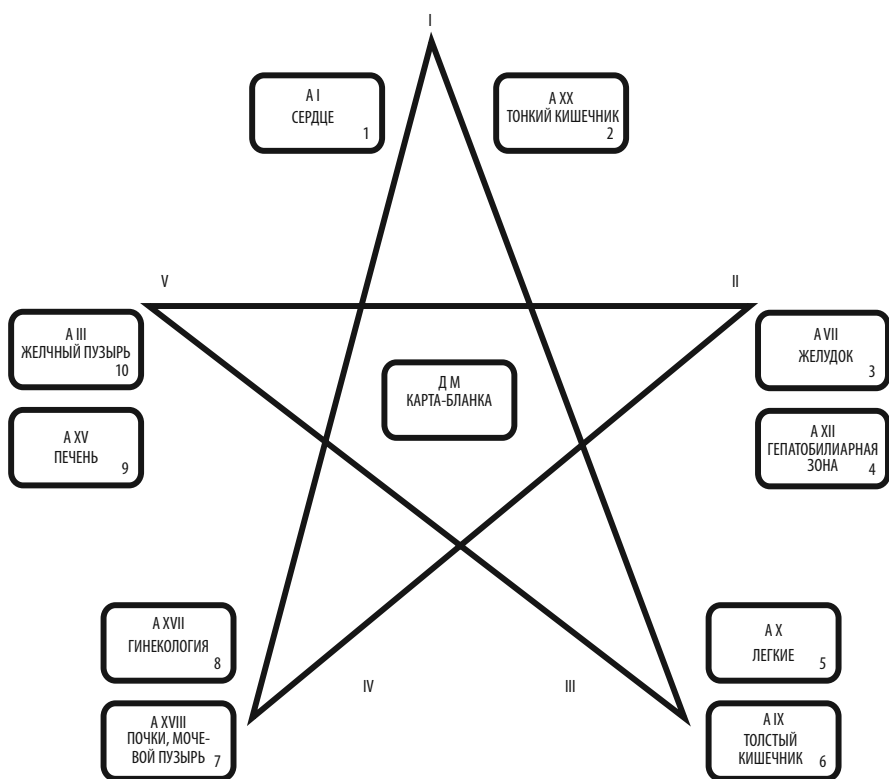 I
А I
СЕРДЦЕ
1
А XX
ТОНКИЙ КИШЕЧНИК
2
V
II
А III
ЖЕЛЧНЫЙ ПУЗЫРЬ
10
Д М
КАРТА-БЛАНКА
А VII
ЖЕЛУДОК
3
А XV
ПЕЧЕНЬ
9
А XII
ГЕПАТОБИЛИАРНАЯ
ЗОНА
4
А XVII
ГИНЕКОЛОГИЯ
8
IV
III
А X
ЛЕГКИЕ
5
А XVIII
ПОЧКИ, МОЧЕ-
ВОЙ ПУЗЫРЬ 7
А IX
ТОЛСТЫЙ
КИШЕЧНИК 6